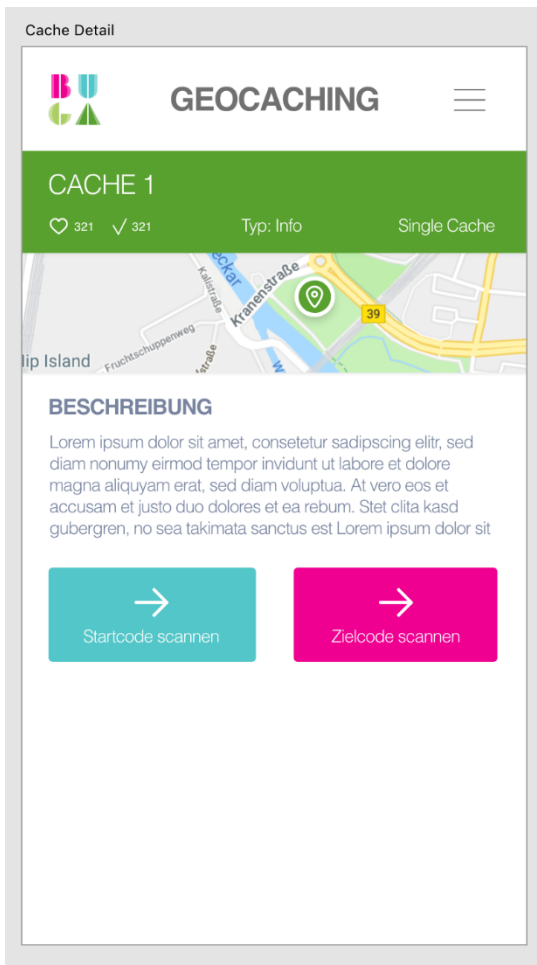 Cache Detail
BUGA
GEOCACHING
CACHE 1
321 321 Typ: Info Single Cache
Kalistraße
Kranenstraße
39
lip Island
Fruchtschuppenweg
straße
BESCHREIBUNG
Lorem ipsum dolor sit amet, consetetur sadipscing elitr, sed
diam nonumy eirmod tempor invidunt ut labore et dolore
magna aliquyam erat, sed diam voluptua. At vero eos et
accusam et justo duo dolores et ea rebum. Stet clita kasd
gubergren, no sea takimata sanctus est Lorem ipsum dolor sit
Startcode scannen Zielcode scannen